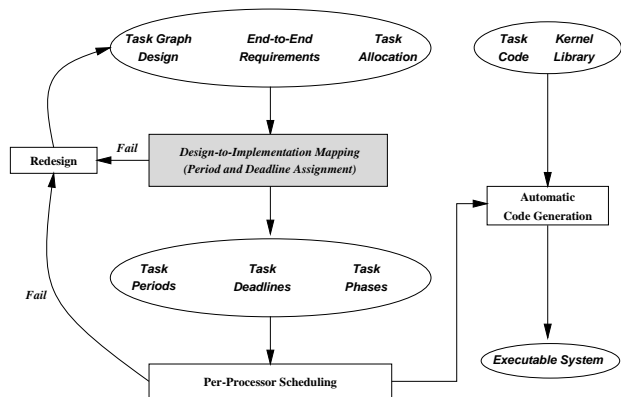 Task Graph
Design
End-to-End
Requirements
Task
Allocation
Task
Code
Kernel
Library
Fail
Design-to-Implementation Mapping
(Period and Deadline Assignment)
Redesign
Automatic
Code Generation
Task
Periods
Task
Deadlines
Task
Phases
Fail
Executable System
Per-Processor Scheduling